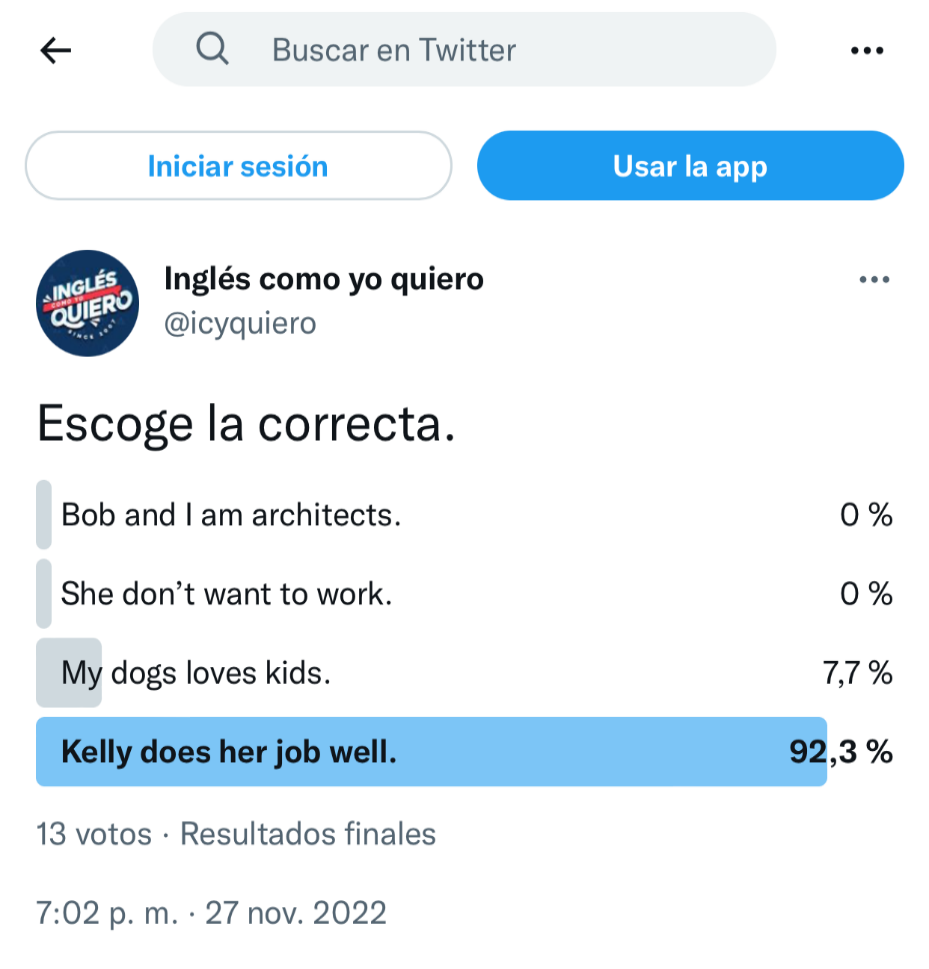 Buscar en Twitter
Iniciar sesión
Usar la app
INGLÉS
COMO YO
QUIERO
SINCE 2007
Inglés como yo quiero
@icyquiero
Escoge la correcta.
Bob and I am architects. 0 %
She don’t want to work. 0 %
My dogs loves kids. 7,7 %
Kelly does her job well. 92,3 %
13 votos · Resultados finales
7:02 p. m. · 27 nov. 2022